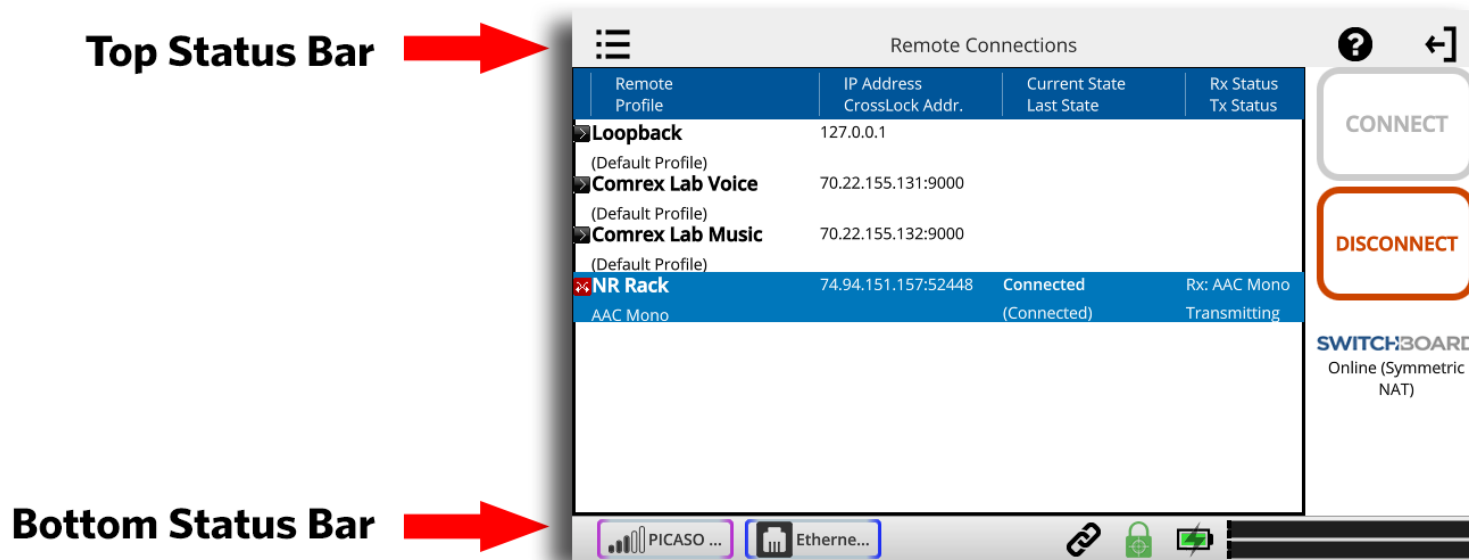 Top Status Bar
Remote Connections
Remote Profile
IP Address CrossLock Addr.
Current State Last State
Rx Status Tx Status
CONNECT
Loopback 127.0.0.1
(Default Profile)
Comrex Lab Voice 70.22.155.131:9000
(Default Profile)
Comrex Lab Music 70.22.155.132:9000
(Default Profile)
DISCONNECT
NR Rack 74.94.151.157:52448 Connected Rx: AAC Mono
AAC Mono (Connected) Transmitting
SWITCHBOARD
Online (Symmetric
NAT)
Bottom Status Bar
PICASO ...
Etherne...